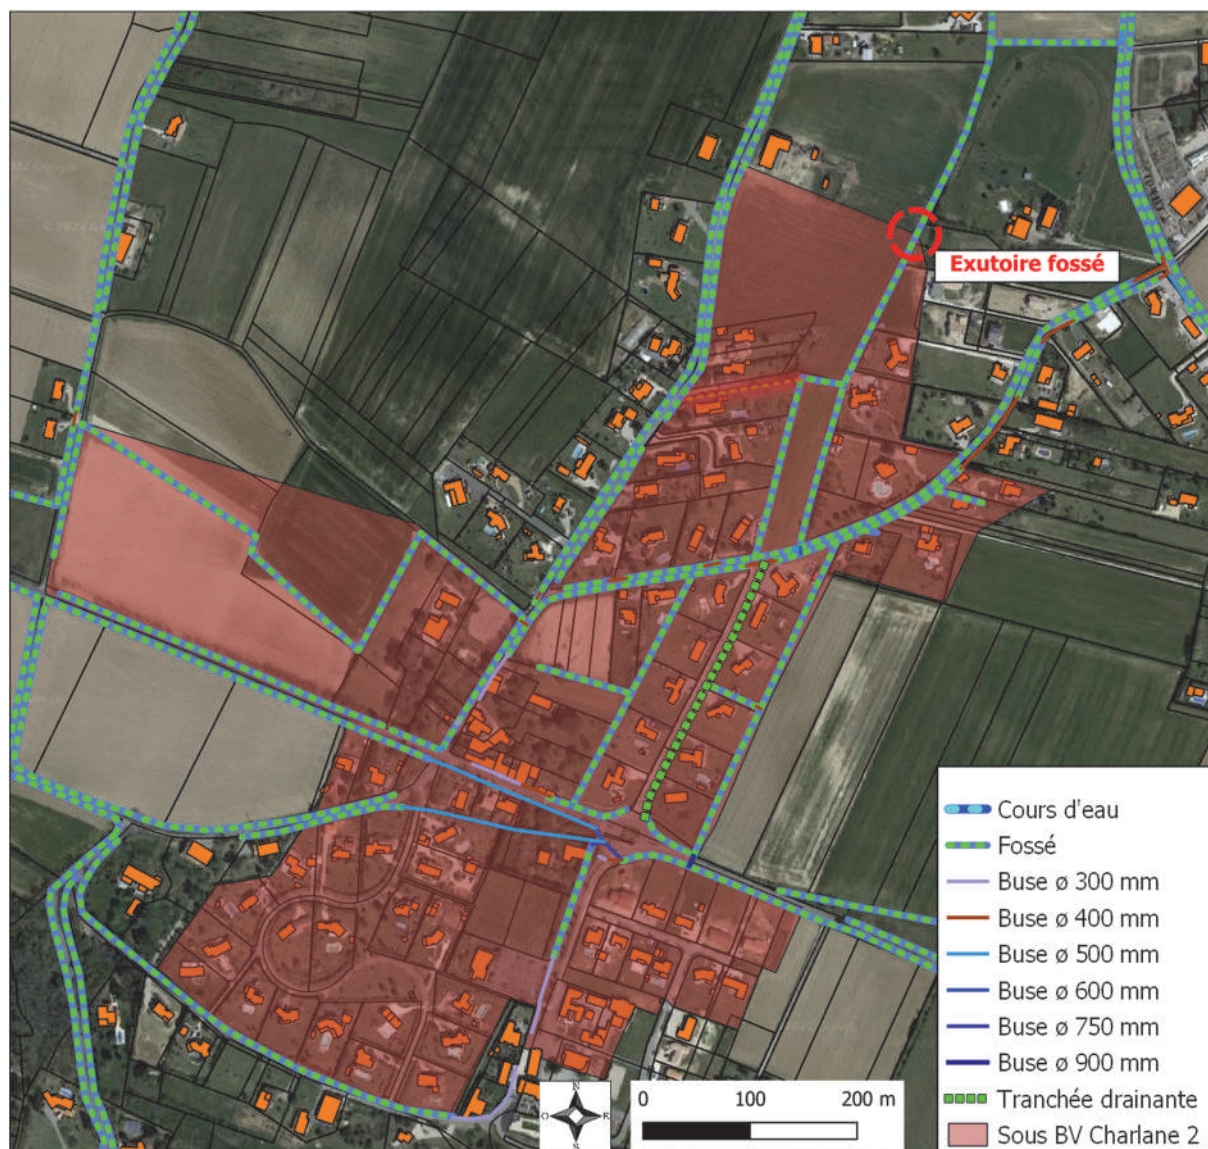 Exutoire fossé
Cours d'eau
Fossé
Buse ø 300 mm
Buse ø 400 mm
Buse ø 500 mm
Buse ø 600 mm
Buse ø 750 mm
Buse ø 900 mm
Tranchée drainante
Sous BV Charlane 2
N
O
S
0 100 200 m